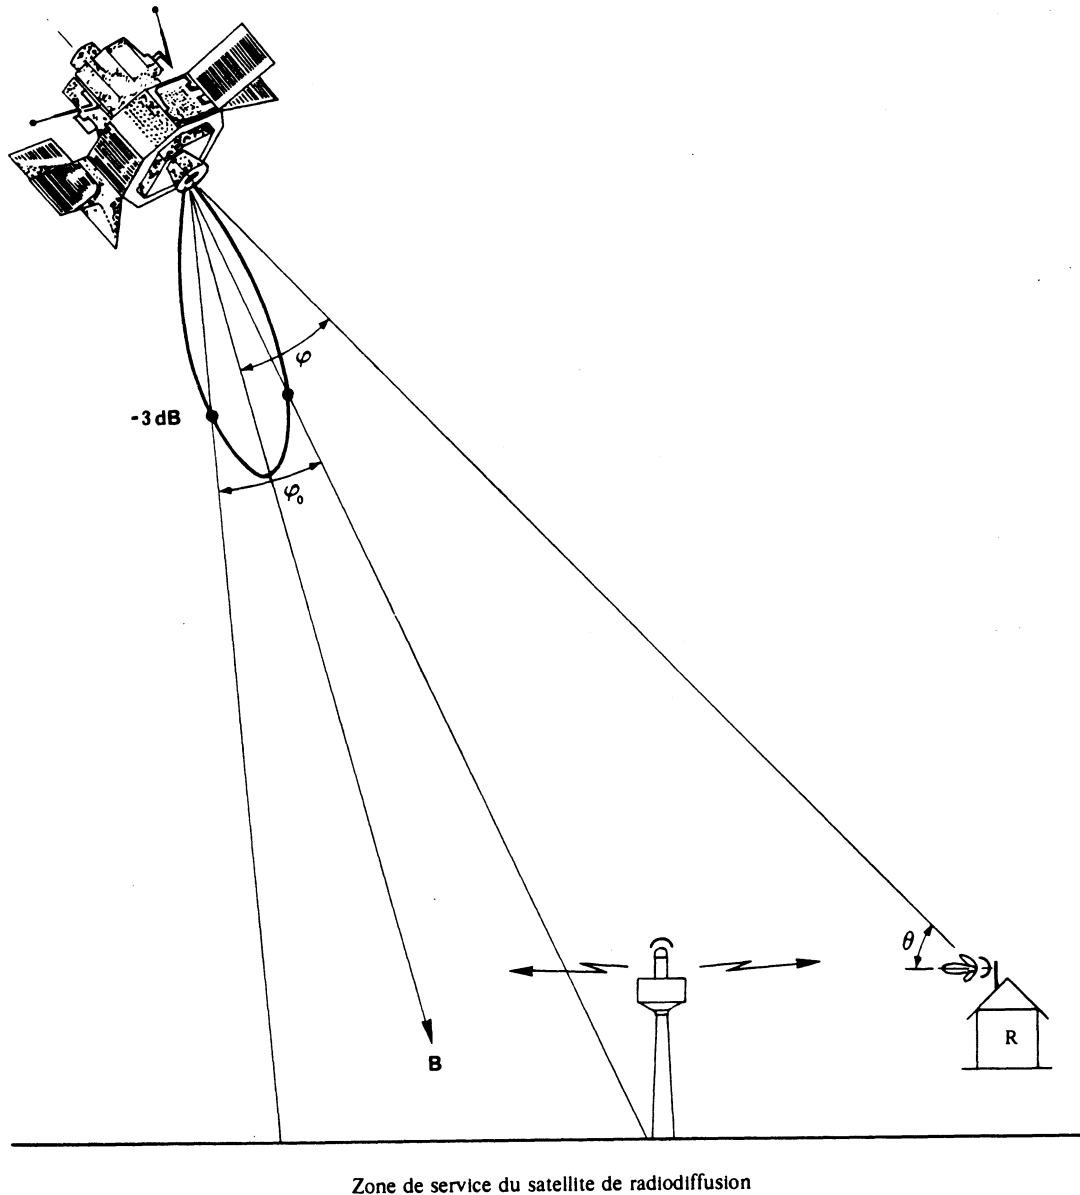 φ
-3 dB
φ₀
θ
R
B
Zone de service du satellite de radiodiffusion